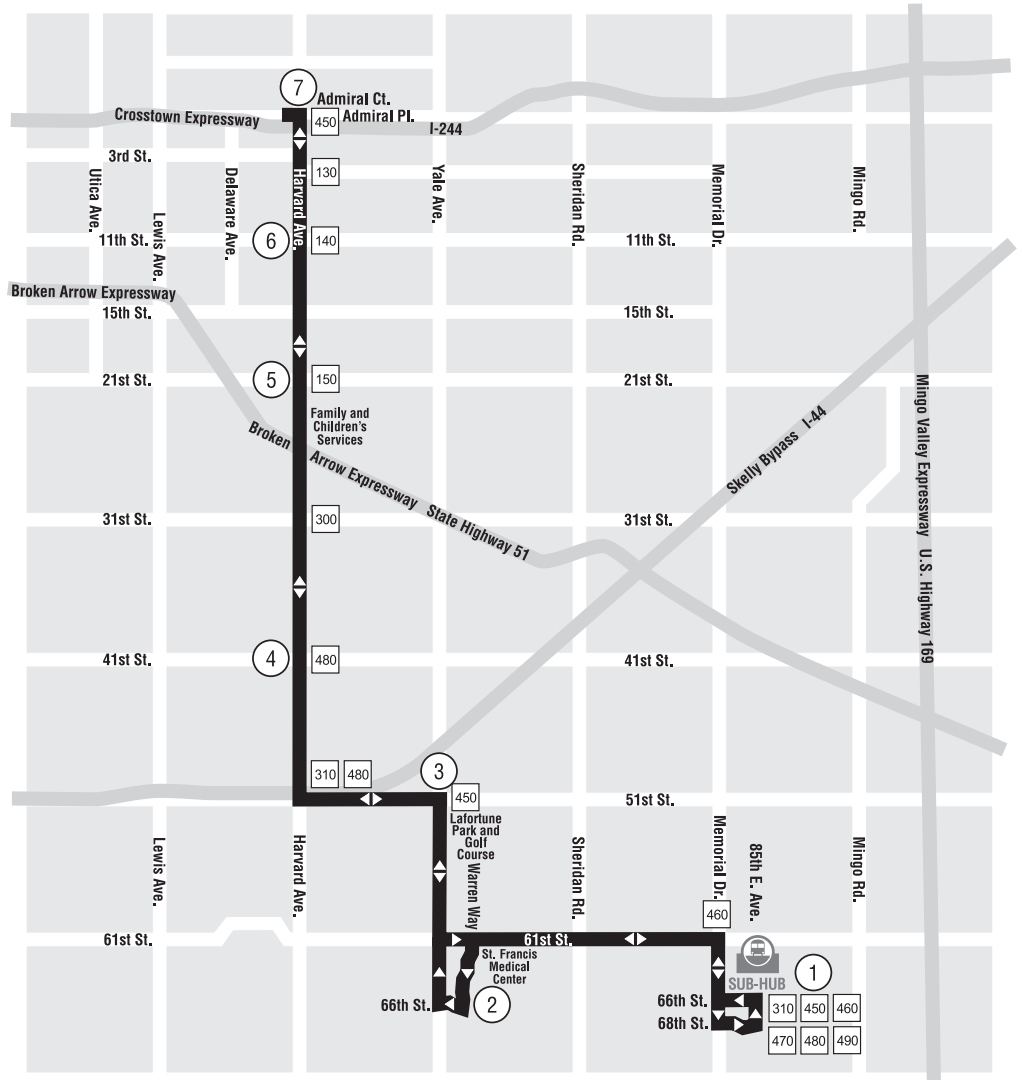 7
Admiral Ct.
Crosstown Expressway
450
Admiral Pl.
I-244
3rd St.
130
Utica Ave.
Lewis Ave.
Delaware Ave.
Harvard Ave.
Yale Ave.
Sheridan Rd.
Memorial Dr.
Mingo Rd.
11th St.
6
140
11th St.
Broken Arrow Expressway
15th St.
15th St.
21st St.
5
150
21st St.
Family and
Children's
Services
Broken
Arrow Expressway
State Highway 51
Skelly Bypass I-44
Mingo Valley Expressway U.S. Highway 169
31st St.
300
31st St.
41st St.
4
480
41st St.
310
480
3
450
51st St.
Lafortune
Park and
Golf
Course
Warren Way
Lewis Ave.
Harvard Ave.
Sheridan Rd.
Memorial Dr.
85th E. Ave.
Mingo Rd.
460
61st St.
61st St.
St. Francis
Medical
Center
SUB-HUB
1
66th St.
2
66th St.
68th St.
310
450
460
470
480
490